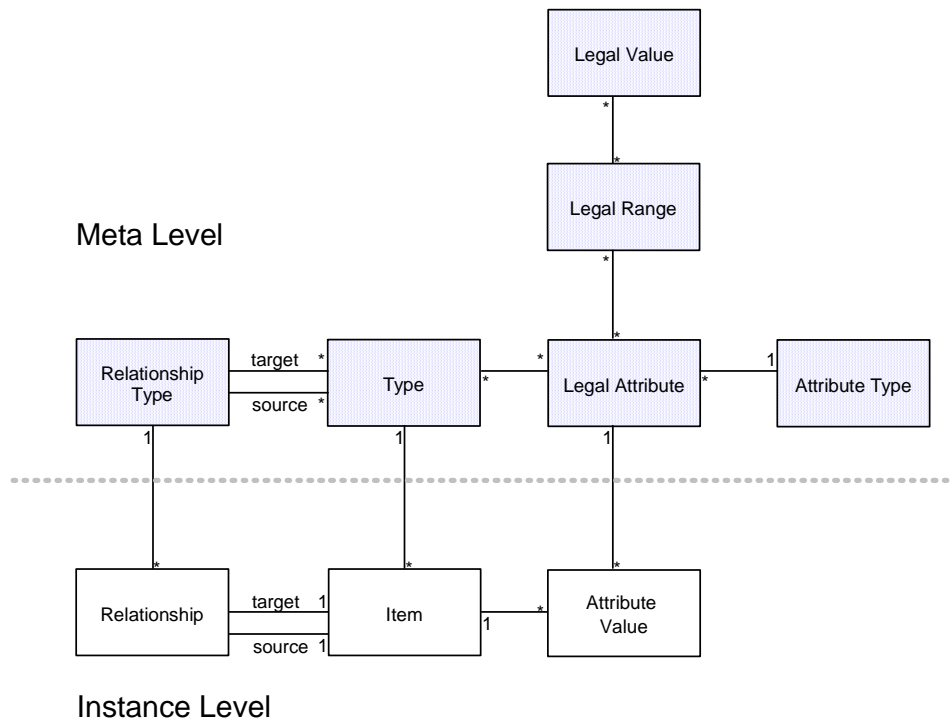 Legal Value
*
*
Legal Range
Meta Level
*
*
Relationship
Type
target *
source *
Type
*
*
Legal Attribute
*
1
Attribute Type
1
1
1
*
*
*
Relationship
target 1
source 1
Item
1
*
Attribute
Value
Instance Level